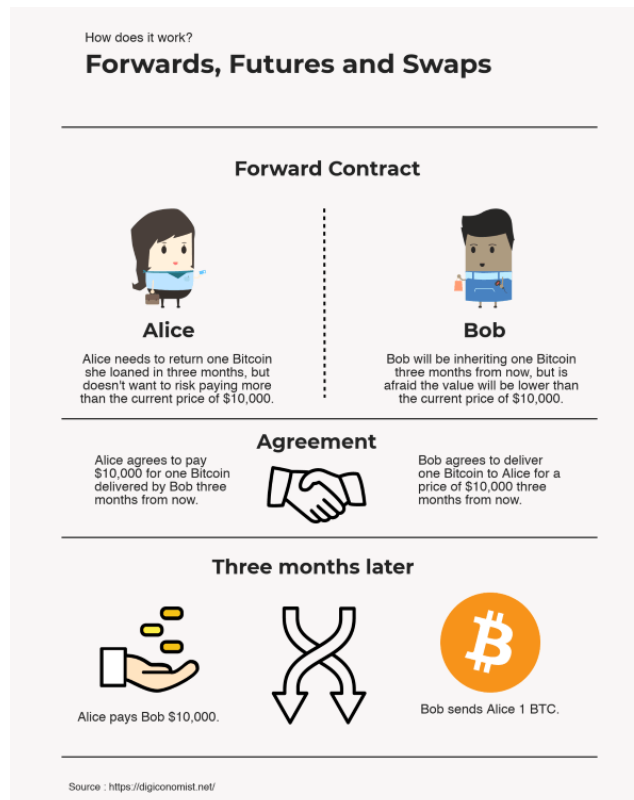 How does it work?
Forwards, Futures and Swaps
Forward Contract
Alice
Alice needs to return one Bitcoin
she loaned in three months, but
doesn't want to risk paying more
than the current price of $10,000.
Bob
Bob will be inheriting one Bitcoin
three months from now, but is
afraid the value will be lower than
the current price of $10,000.
Agreement
Alice agrees to pay
$10,000 for one Bitcoin
delivered by Bob three
months from now.
Bob agrees to deliver
one Bitcoin to Alice for a
price of $10,000 three
months from now.
Three months later
Alice pays Bob $10,000.
Bob sends Alice 1 BTC.
Source : https://digiconomist.net/